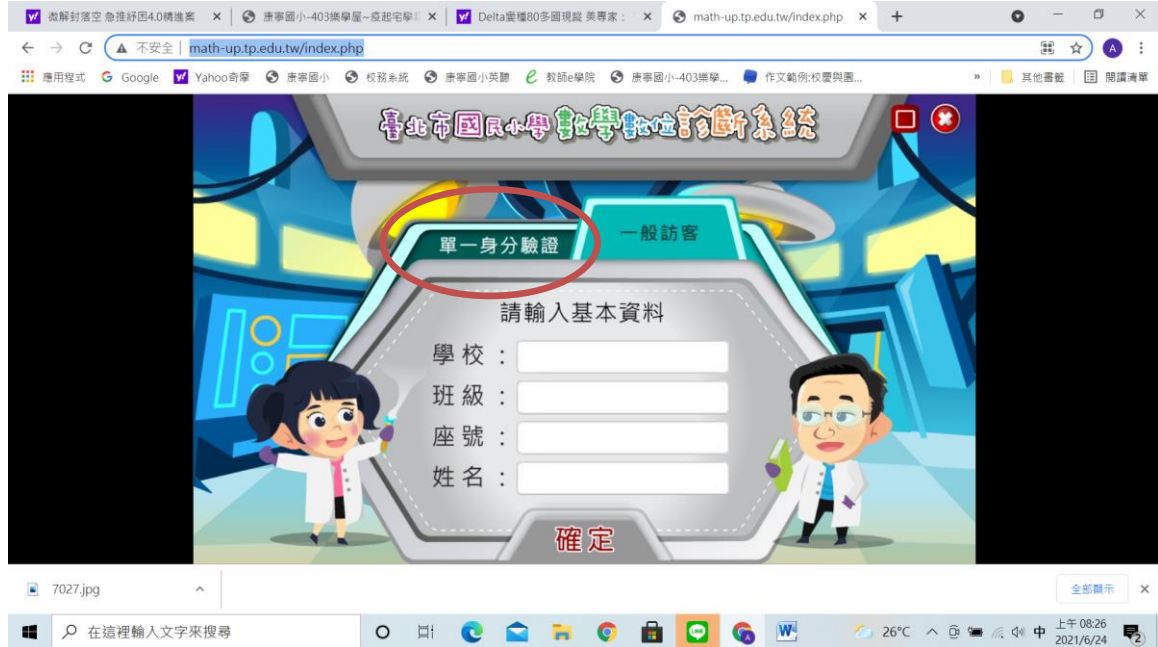 微解封落空 急推紓困4.0精進案
康寧國小-403樂學屋~疫起宅學
Delta變種80多國現蹤 美專家：
math-up.tp.edu.tw/index.php
不安全 | math-up.tp.edu.tw/index.php
A
應用程式 Google Yahoo奇摩 康寧國小 校務系統 康寧國小英聽 教師e學院 康寧國小-403樂學... 作文範例:校慶與園... » 其他書籤 閱讀清單
臺北市國民小學數學數位診斷系統
單一身分驗證
一般訪客
請輸入基本資料
學校：
班級：
座號：
姓名：
確定
7027.jpg
全部顯示
在這裡輸入文字來搜尋
LINE
A
W
26°C
中
上午 08:26
2021/6/24
2